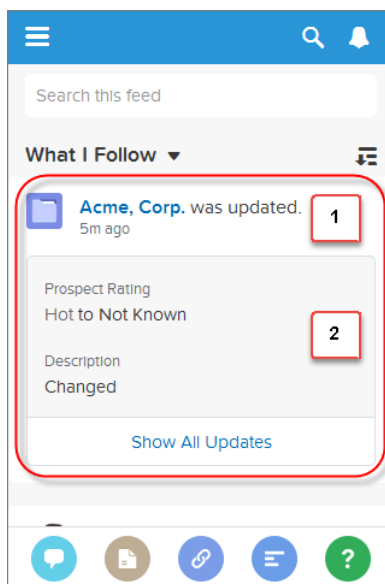 Search this feed
What I Follow
Acme, Corp. was updated.
5m ago
1
Prospect Rating
Hot to Not Known
2
Description
Changed
Show All Updates
?